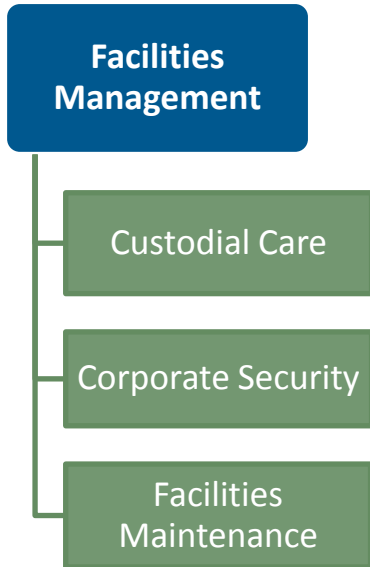 Facilities
Management
Custodial Care
Corporate Security
Facilities
Maintenance